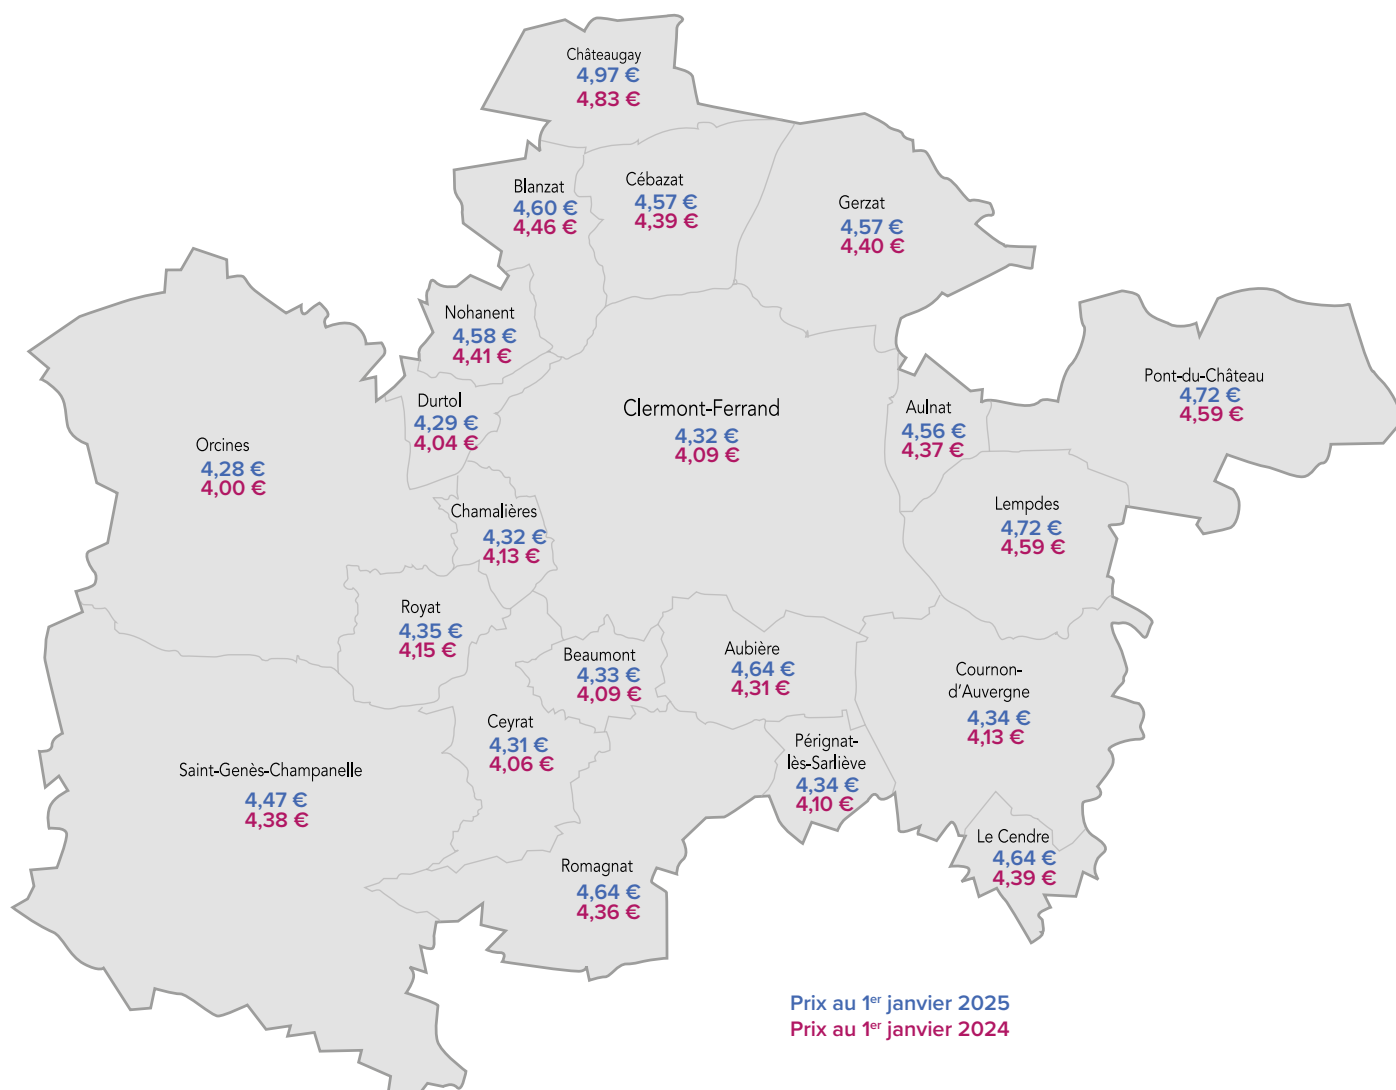 Châteaugay
4,97 €
4,83 €
Blanzat
4,60 €
4,46 €
Cébazat
4,57 €
4,39 €
Gerzat
4,57 €
4,40 €
Nohanent
4,58 €
4,41 €
Durtol
4,29 €
4,04 €
Clermont-Ferrand
4,32 €
4,09 €
Aulnat
4,56 €
4,37 €
Pont-du-Château
4,72 €
4,59 €
Orcines
4,28 €
4,00 €
Chamalières
4,32 €
4,13 €
Lempdes
4,72 €
4,59 €
Royat
4,35 €
4,15 €
Beaumont
4,33 €
4,09 €
Aubière
4,64 €
4,31 €
Cournon-
d'Auvergne
4,34 €
4,13 €
Ceyrat
4,31 €
4,06 €
Pérignat-
lès-Sarliève
4,34 €
4,10 €
Saint-Genès-Champanelle
4,47 €
4,38 €
Le Cendre
4,64 €
4,39 €
Romagnat
4,64 €
4,36 €
Prix au 1er janvier 2025
Prix au 1er janvier 2024